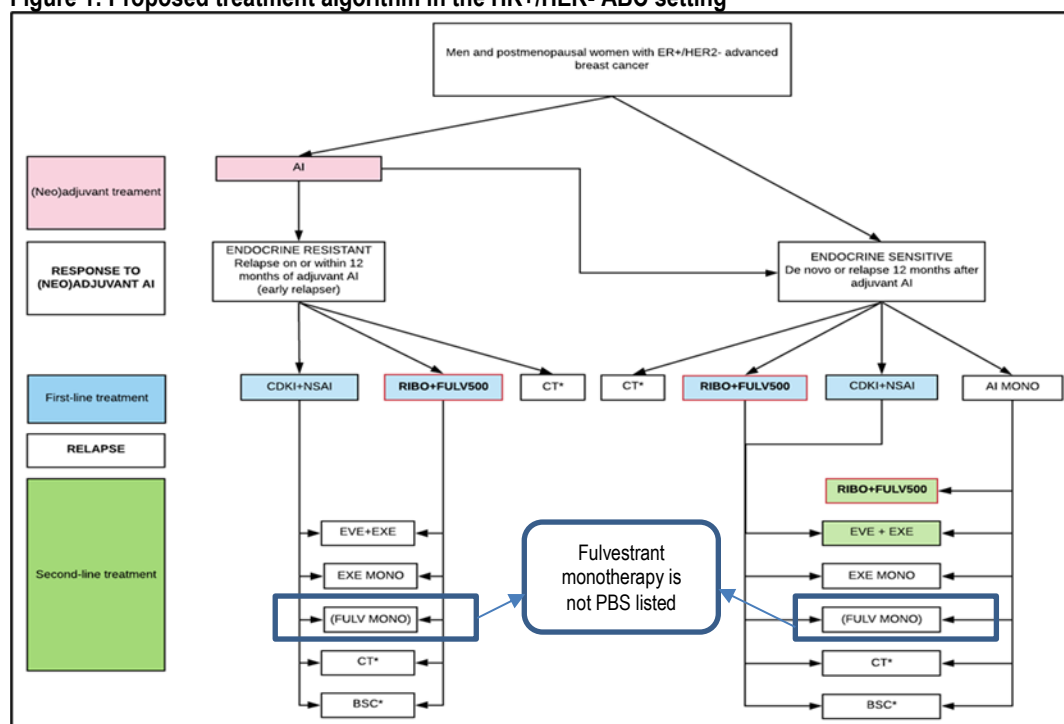 Figure 1: Proposed treatment algorithm in the HR+/HER- ABC setting
Men and postmenopausal women with ER+/HER2- advanced
breast cancer
(Neo)adjuvant treament
AI
RESPONSE TO
(NEO)ADJUVANT AI
ENDOCRINE RESISTANT
Relapse on or within 12
months of adjuvant AI
(early relapser)
ENDOCRINE SENSITIVE
De novo or relapse 12 months after
adjuvant AI
First-line treatment
CDKI+NSAI
RIBO+FULV500
CT*
CT*
RIBO+FULV500
CDKI+NSAI
AI MONO
RELAPSE
Second-line treatment
EVE+EXE
EXE MONO
(FULV MONO)
CT*
BSC*
Fulvestrant
monotherapy is
not PBS listed
RIBO+FULV500
EVE + EXE
EXE MONO
(FULV MONO)
CT*
BSC*